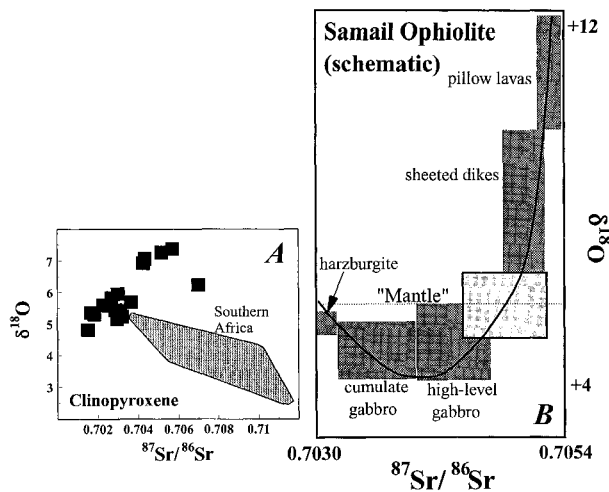 A
7
6
5
4
3
δ¹⁸O
Southern
Africa
Clinopyroxene
0.702 0.704 0.706 0.708 0.71
⁸⁷Sr/⁸⁶Sr
Samail Ophiolite
(schematic)
+12
pillow lavas
sheeted dikes
δ¹⁸O
harzburgite
"Mantle"
cumulate
gabbro
high-level
gabbro
B
+4
0.7030
0.7054
⁸⁷Sr/⁸⁶Sr